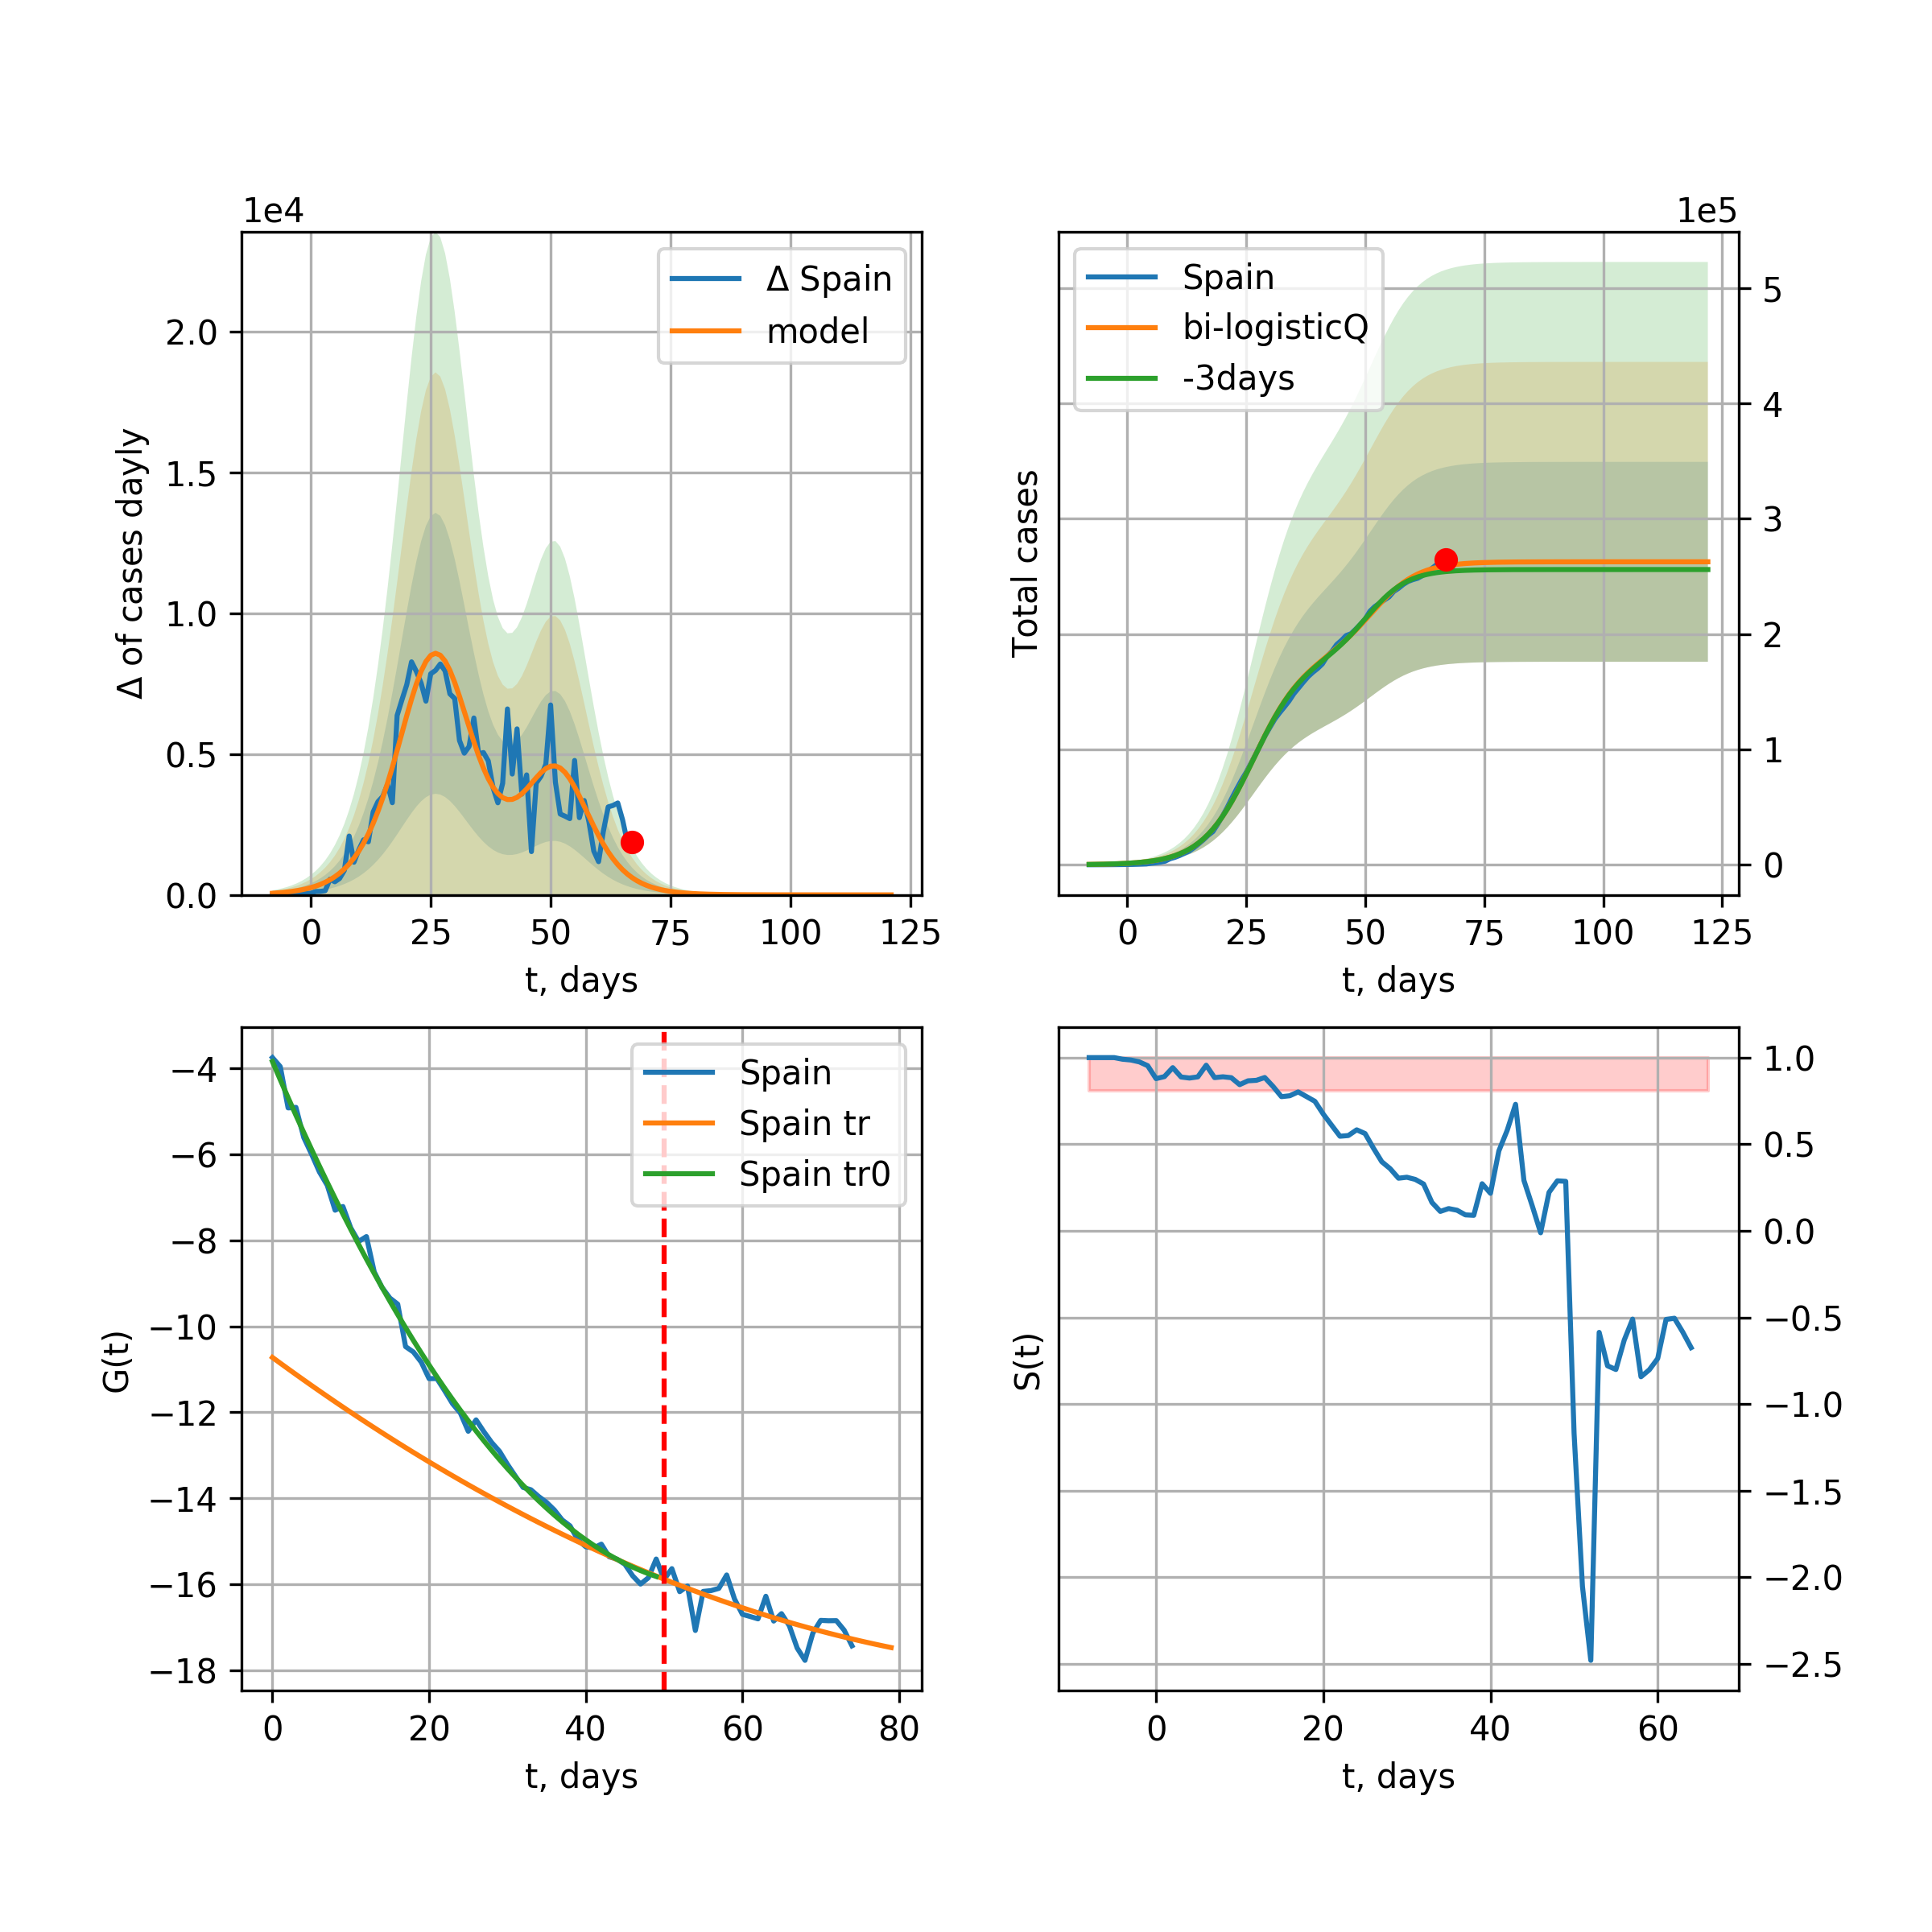 1e4
Δ Spain
model
2.0
1.5
1.0
0.5
0.0
Δ of cases dayly
0 25 50 75 100 125
t, days
1e5
Spain
bi-logisticQ
-3days
5
4
3
2
1
0
Total cases
0 25 50 75 100 125
t, days
Spain
Spain tr
Spain tr0
−4
−6
−8
−10
−12
−14
−16
−18
G(t)
0 20 40 60 80
t, days
1.0
0.5
0.0
−0.5
−1.0
−1.5
−2.0
−2.5
S(t)
0 20 40 60
t, days